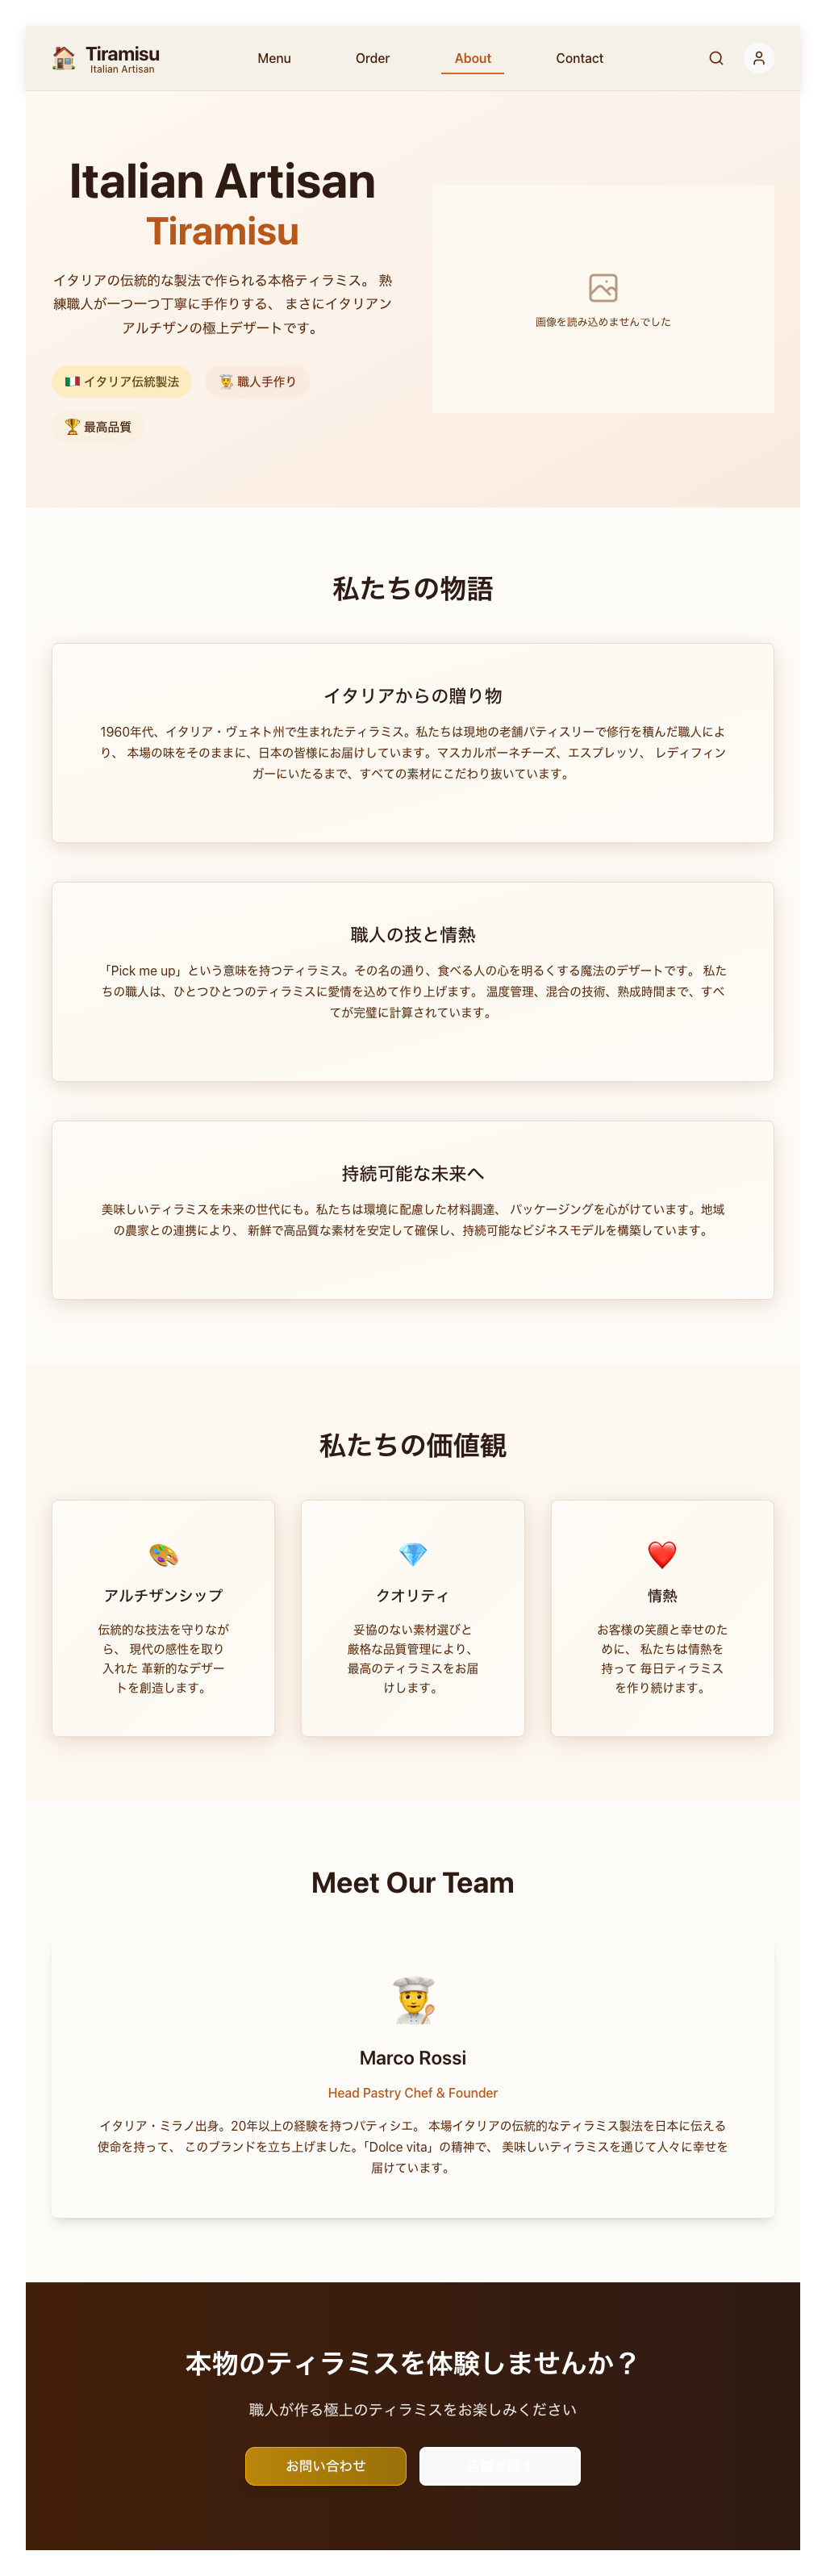 Tiramisu
Italian Artisan
Menu
Order
About
Contact
Italian Artisan
Tiramisu
イタリアの伝統的な製法で作られる本格ティラミス。 熟
練職人が一つ一つ丁寧に手作りする、 まさにイタリアン
アルチザンの極上デザートです。
イタリア伝統製法
職人手作り
最高品質
画像を読み込めませんでした
私たちの物語
イタリアからの贈り物
1960年代、イタリア・ヴェネト州で生まれたティラミス。私たちは現地の老舗パティスリーで修行を積んだ職人によ
り、 本場の味をそのままに、日本の皆様にお届けしています。マスカルポーネチーズ、エスプレッソ、 レディフィン
ガーにいたるまで、すべての素材にこだわり抜いています。
職人の技と情熱
「Pick me up」という意味を持つティラミス。その名の通り、食べる人の心を明るくする魔法のデザートです。 私た
ちの職人は、ひとつひとつのティラミスに愛情を込めて作り上げます。 温度管理、混合の技術、熟成時間まで、すべ
てが完璧に計算されています。
持続可能な未来へ
美味しいティラミスを未来の世代にも。私たちは環境に配慮した材料調達、 パッケージングを心がけています。地域
の農家との連携により、 新鮮で高品質な素材を安定して確保し、持続可能なビジネスモデルを構築しています。
私たちの価値観
アルチザンシップ
伝統的な技法を守りなが
ら、 現代の感性を取り
入れた 革新的なデザー
トを創造します。
クオリティ
妥協のない素材選びと
厳格な品質管理により、
最高のティラミスをお届
けします。
情熱
お客様の笑顔と幸せのた
めに、 私たちは情熱を
持って 毎日ティラミス
を作り続けます。
Meet Our Team
Marco Rossi
Head Pastry Chef & Founder
イタリア・ミラノ出身。20年以上の経験を持つパティシエ。 本場イタリアの伝統的なティラミス製法を日本に伝える
使命を持って、 このブランドを立ち上げました。「Dolce vita」の精神で、 美味しいティラミスを通じて人々に幸せを
届けています。
本物のティラミスを体験しませんか？
職人が作る極上のティラミスをお楽しみください
お問い合わせ